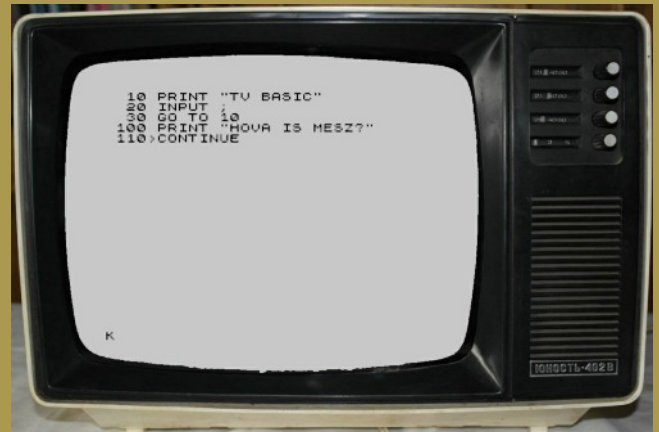 10 PRINT "TV BASIC"
20 INPUT ;
30 GO TO 10
100 PRINT "HOVA IS MESZ?"
110>CONTINUE
K
ЮНОСТЬ-402В